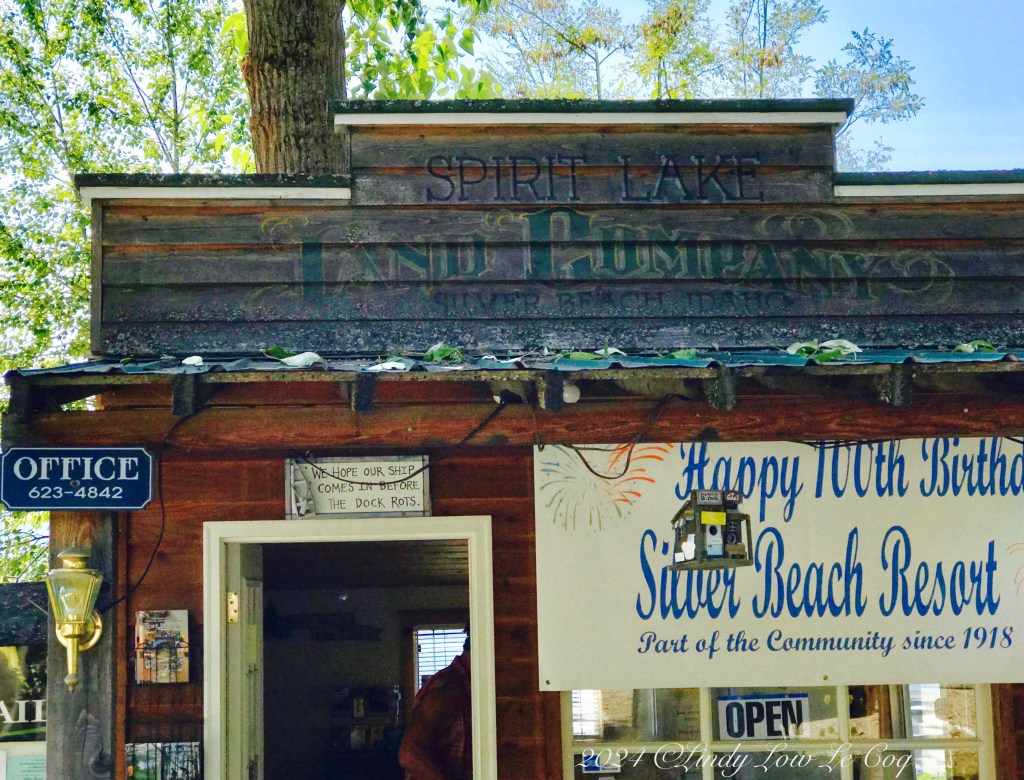 SPIRIT LAKE
LAND COMPANY
SILVER BEACH, IDAHO
OFFICE
623-4842
WE HOPE OUR SHIP
COMES IN BEFORE
THE DOCK ROTS.
Happy 100th Birthd
Silver Beach Resort
Part of the Community since 1918
OPEN
AIL
2024 ©Lindy Low Le Coq